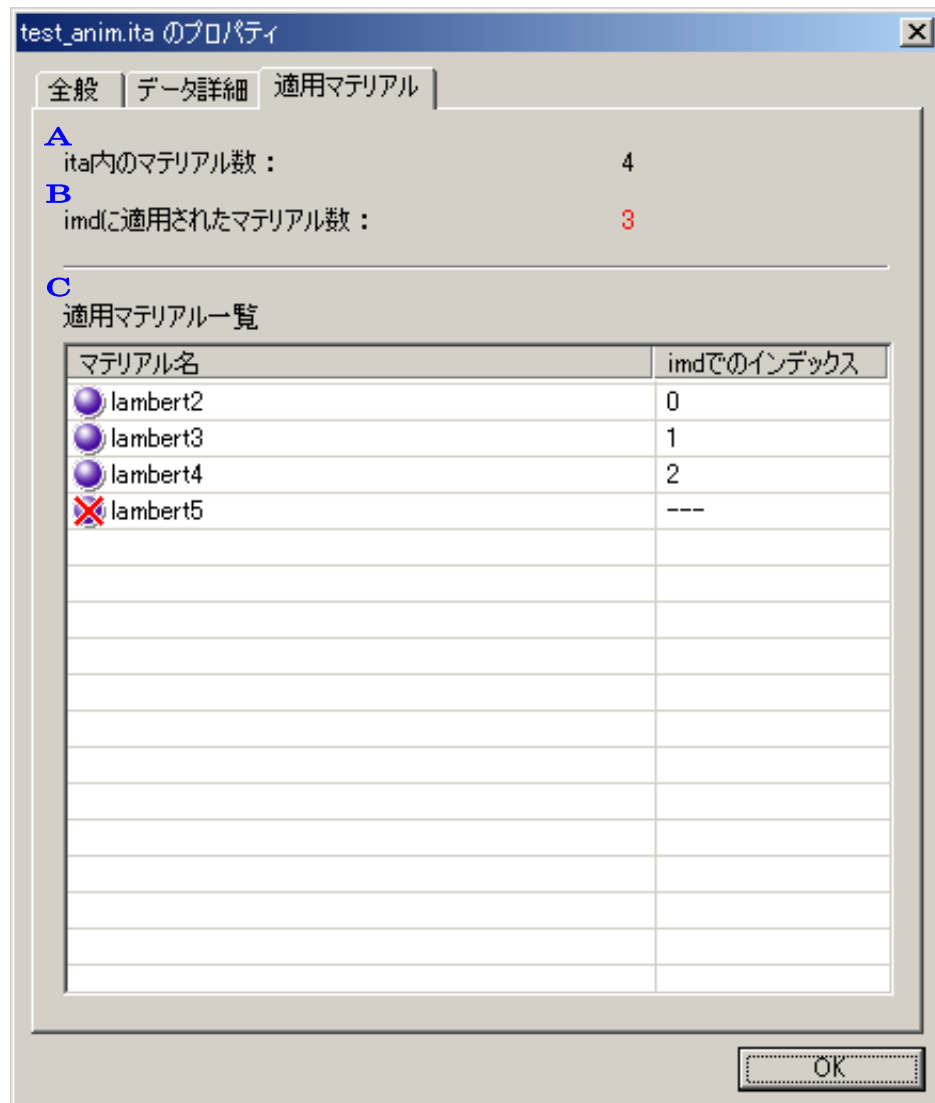 test_anim.ita のプロパティ
全般 データ詳細 適用マテリアル
A
ita内のマテリアル数： 4
B
imdに適用されたマテリアル数： 3
C
適用マテリアル一覧
マテリアル名 imdでのインデックス
lambert2 0
lambert3 1
lambert4 2
lambert5 ---
OK